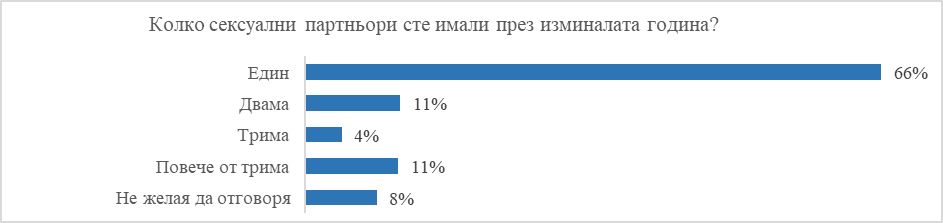 Колко сексуални партньори сте имали през изминалата година?
Един 66%
Двама 11%
Трима 4%
Повече от трима 11%
Не желая да отговоря 8%